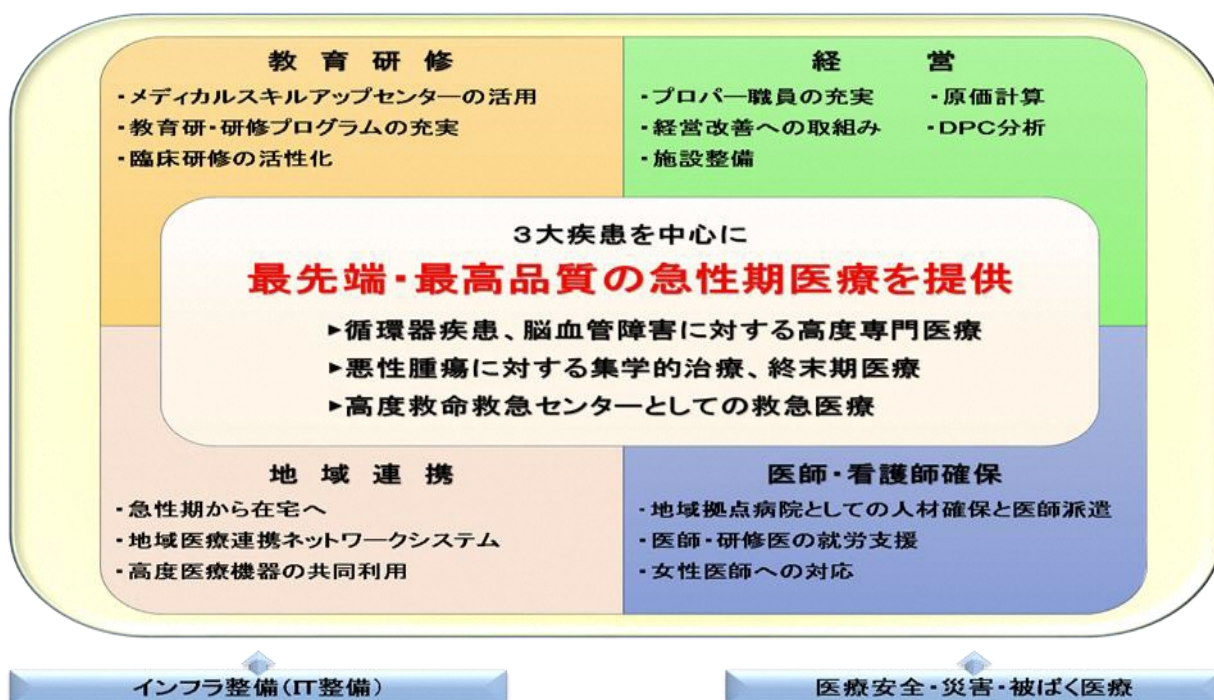 教育研修
・メディカルスキルアップセンターの活用
・教育研・研修プログラムの充実
・臨床研修の活性化
経営
・プロパー職員の充実 ・原価計算
・経営改善への取組み ・DPC分析
・施設整備
3大疾患を中心に
最先端・最高品質の急性期医療を提供
►循環器疾患、脳血管障害に対する高度専門医療
►悪性腫瘍に対する集学的治療、終末期医療
►高度救命救急センターとしての救急医療
地域連携
・急性期から在宅へ
・地域医療連携ネットワークシステム
・高度医療機器の共同利用
医師・看護師確保
・地域拠点病院としての人材確保と医師派遣
・医師・研修医の就労支援
・女性医師への対応
インフラ整備(IT整備)
医療安全・災害・被ばく医療